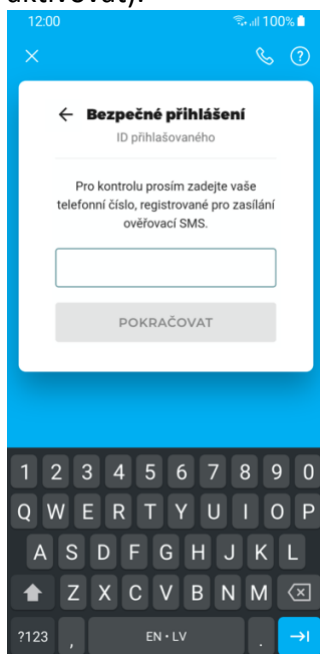 aktivovat).
12:00 100%
Bezpečné přihlášení
ID přihlašovaného
Pro kontrolu prosím zadejte vaše
telefonní číslo, registrované pro zasílání
ověřovací SMS.
POKRAČOVAT
1 2 3 4 5 6 7 8 9 0
Q W E R T Y U I O P
A S D F G H J K L
Z X C V B N M
?123 , EN • LV .